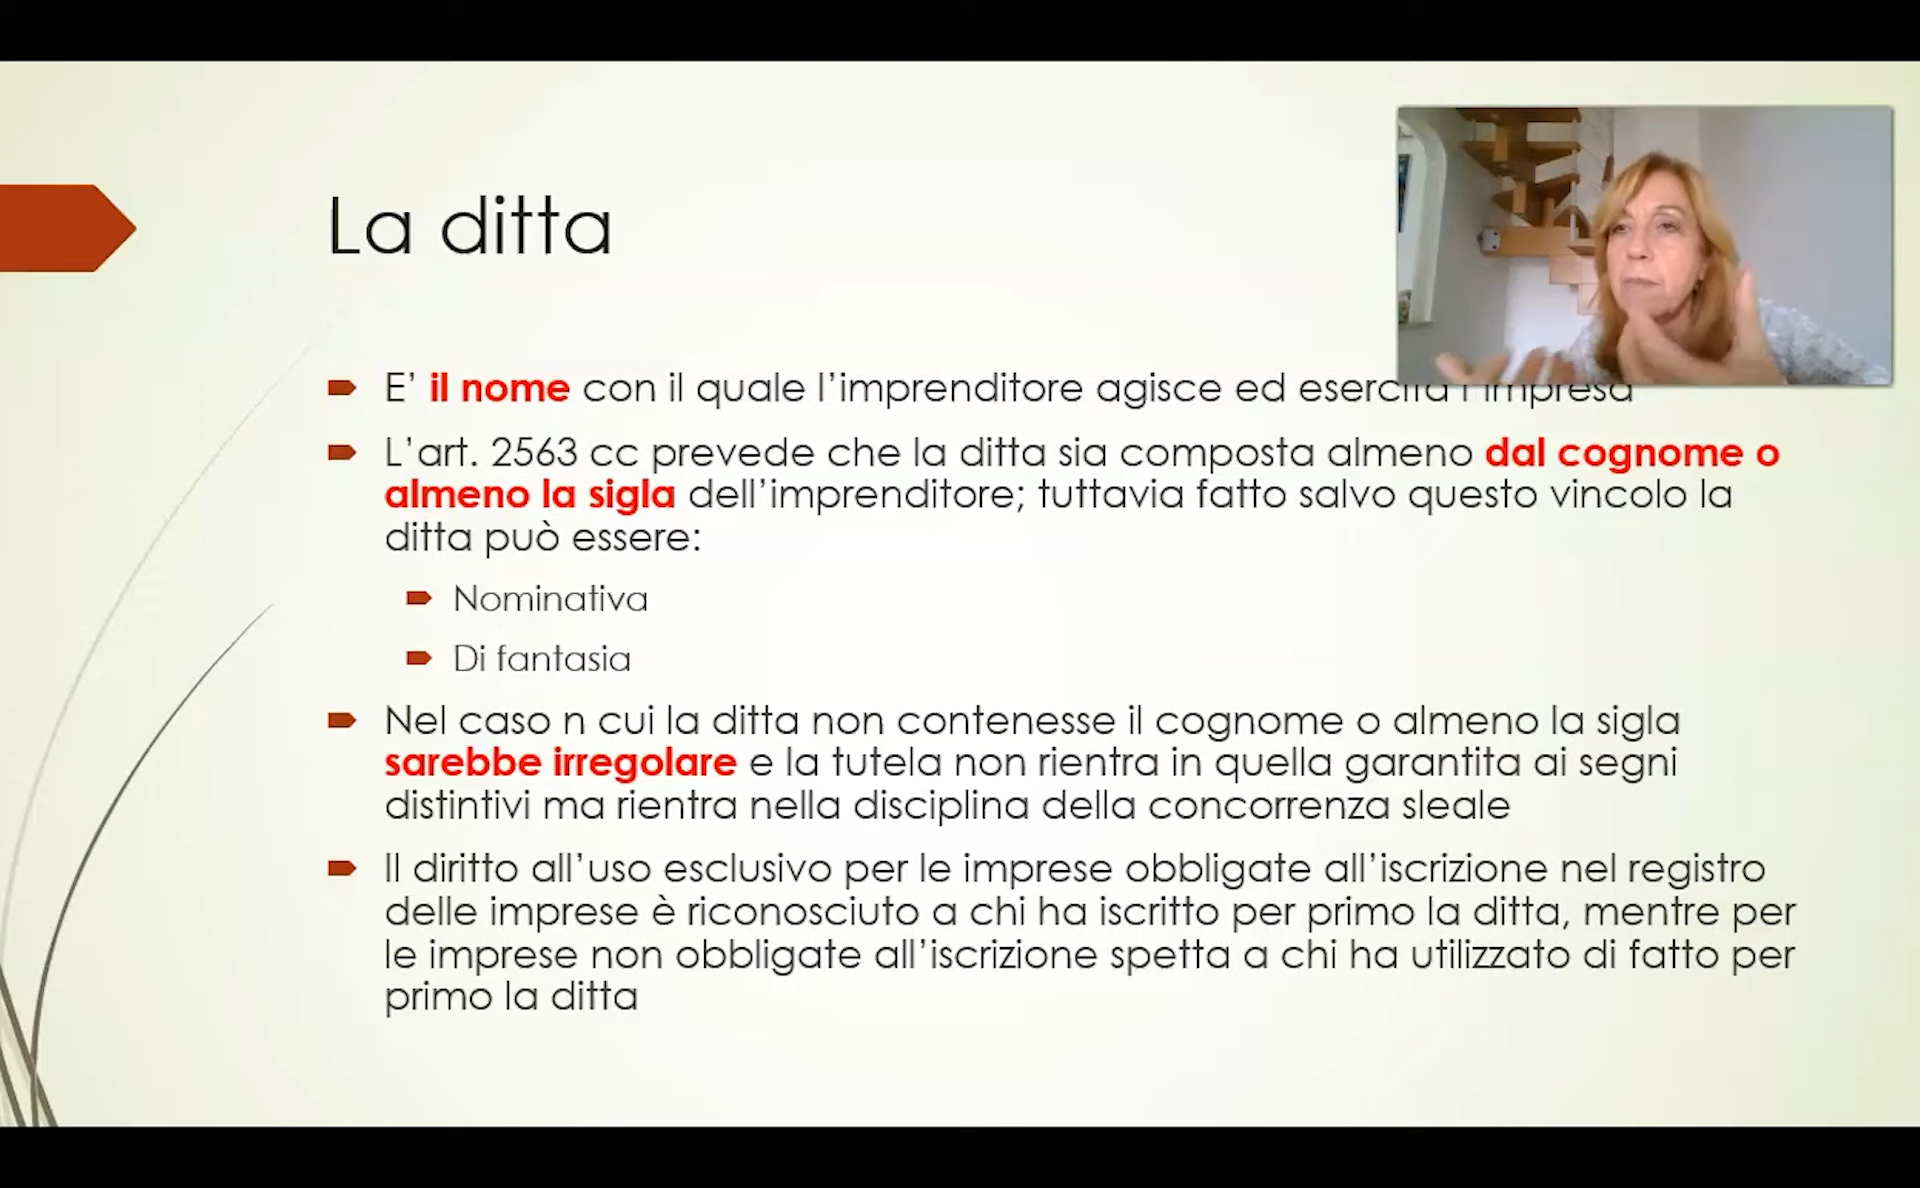 La ditta
E' il nome con il quale l'imprenditore agisce ed esercita l'impresa
L'art. 2563 cc prevede che la ditta sia composta almeno dal cognome o
almeno la sigla dell'imprenditore; tuttavia fatto salvo questo vincolo la
ditta può essere:
Nominativa
Di fantasia
Nel caso n cui la ditta non contenesse il cognome o almeno la sigla
sarebbe irregolare e la tutela non rientra in quella garantita ai segni
distintivi ma rientra nella disciplina della concorrenza sleale
Il diritto all'uso esclusivo per le imprese obbligate all'iscrizione nel registro
delle imprese è riconosciuto a chi ha iscritto per primo la ditta, mentre per
le imprese non obbligate all'iscrizione spetta a chi ha utilizzato di fatto per
primo la ditta